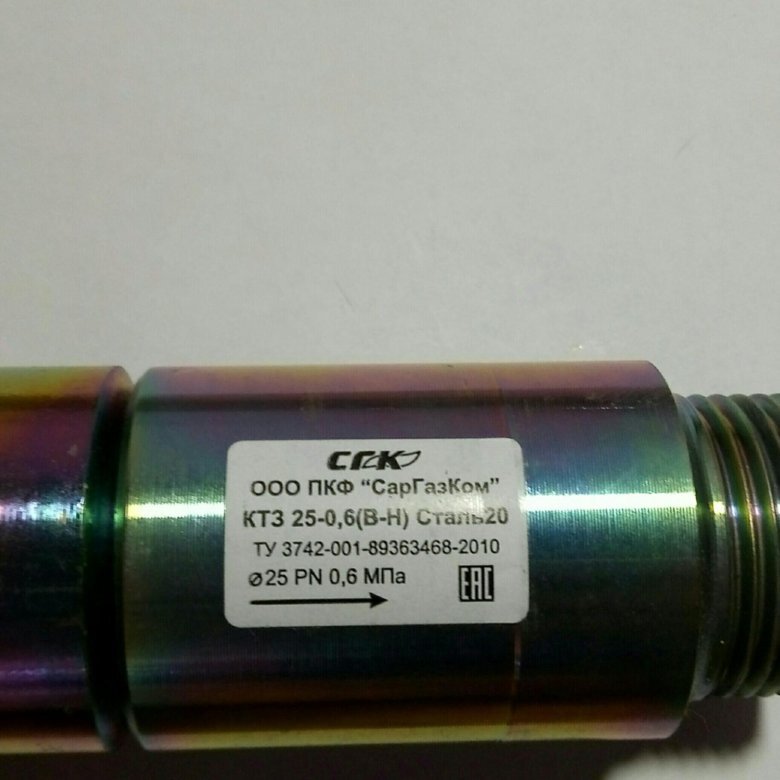 СГК
ООО ПКФ “СарГазКом”
КТЗ 25-0,6(В-Н) Сталь20
ТУ 3742-001-89363468-2010
⌀25 PN 0,6 МПа
EAC